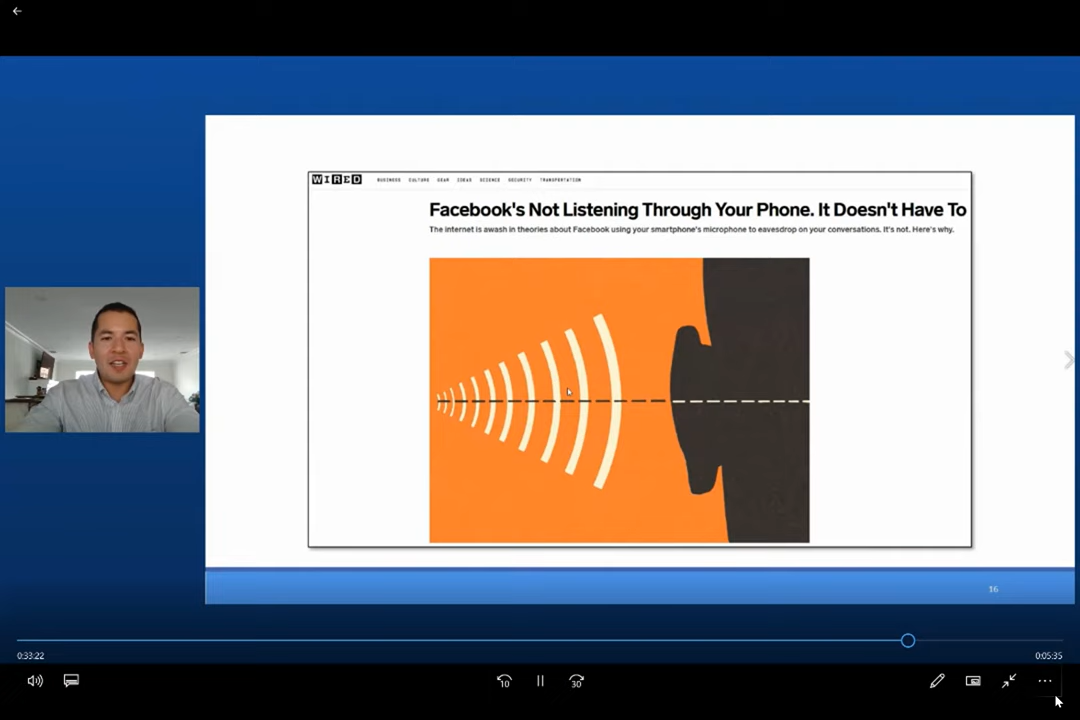 WIRED
BUSINESS CULTURE GEAR IDEAS SCIENCE SECURITY TRANSPORTATION
Facebook's Not Listening Through Your Phone. It Doesn't Have To
The internet is awash in theories about Facebook using your smartphone's microphone to eavesdrop on your conversations. It's not. Here's why.
16
0:33:22
0:05:35
10
30